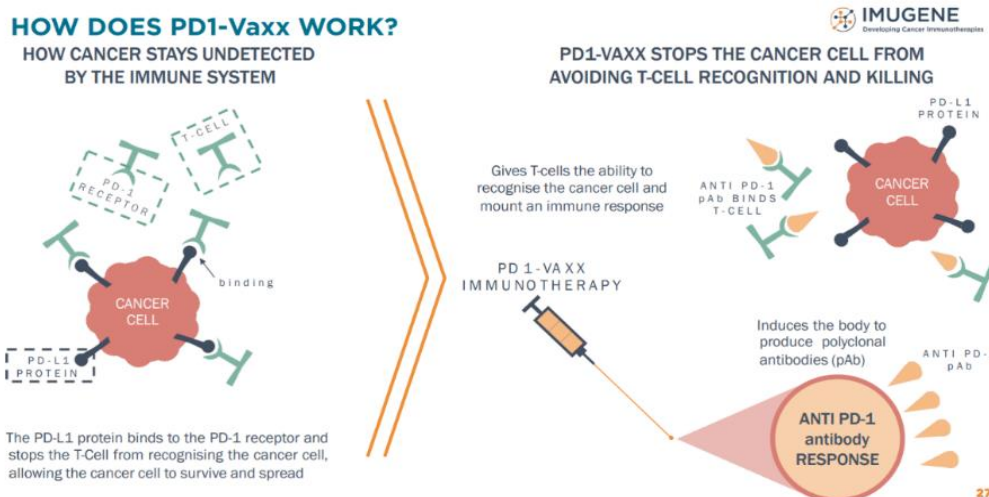 HOW DOES PD1-Vaxx WORK?
IMUGENE
Developing Cancer Immunotherapies
HOW CANCER STAYS UNDETECTED
BY THE IMMUNE SYSTEM
T-CELL
PD-1
RECEPTOR
binding
CANCER
CELL
PD-L1
PROTEIN
The PD-L1 protein binds to the PD-1 receptor and
stops the T-Cell from recognising the cancer cell,
allowing the cancer cell to survive and spread
PD1-VAXX STOPS THE CANCER CELL FROM
AVOIDING T-CELL RECOGNITION AND KILLING
PD-L1
PROTEIN
Gives T-cells the ability to
recognise the cancer cell and
mount an immune response
ANTI PD-1
pAb BINDS
T-CELL
CANCER
CELL
PD1-VAXX
IMMUNOTHERAPY
Induces the body to
produce polyclonal
antibodies (pAb)
ANTI PD-
pAb
ANTI PD-1
antibody
RESPONSE
27